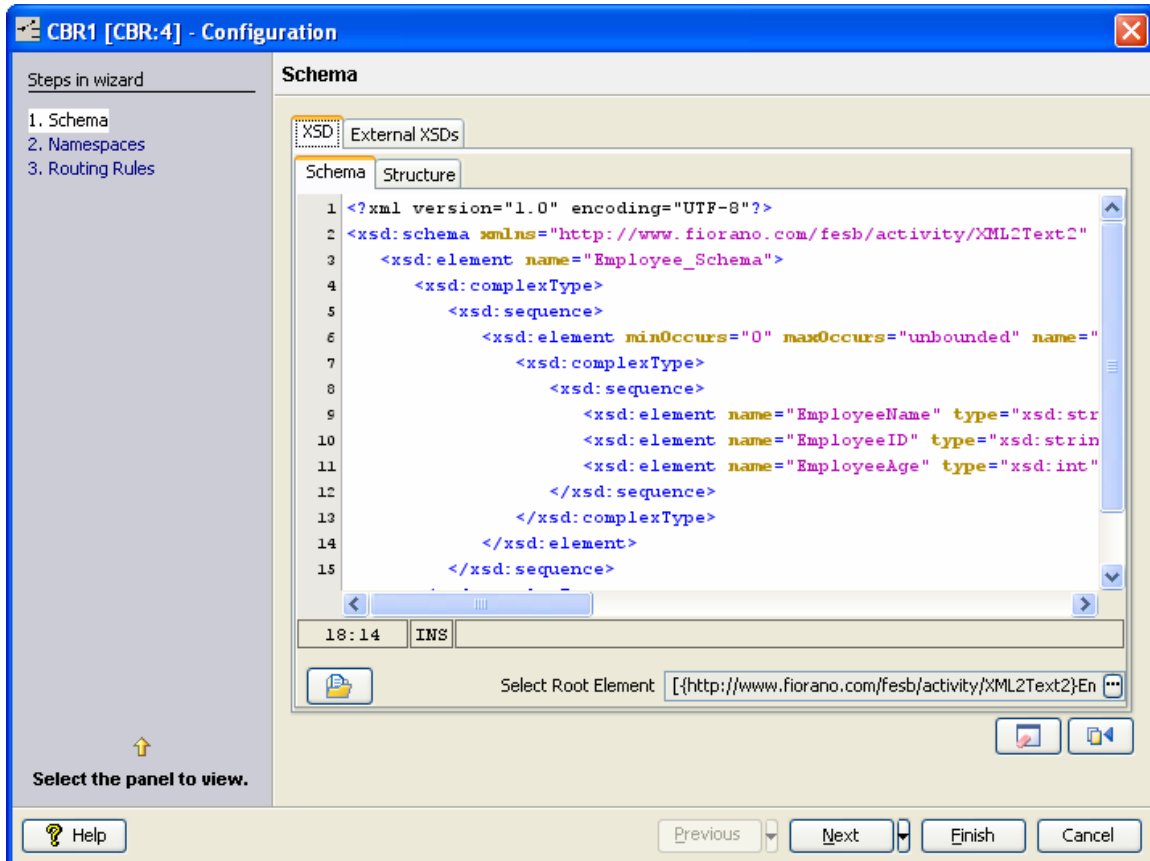 CBR1 [CBR:4] - Configuration
Steps in wizard
1. Schema
2. Namespaces
3. Routing Rules
Schema
XSD External XSDs
Schema Structure
1 <?xml version="1.0" encoding="UTF-8"?>
2 <xsd:schema xmlns="http://www.fiorano.com/fesb/activity/XML2Text2"
3 <xsd:element name="Employee_Schema">
4 <xsd:complexType>
5 <xsd:sequence>
6 <xsd:element minOccurs="0" maxOccurs="unbounded" name="
7 <xsd:complexType>
8 <xsd:sequence>
9 <xsd:element name="EmployeeName" type="xsd:str
10 <xsd:element name="EmployeeID" type="xsd:strin
11 <xsd:element name="EmployeeAge" type="xsd:int"
12 </xsd:sequence>
13 </xsd:complexType>
14 </xsd:element>
15 </xsd:sequence>
18:14 INS
Select Root Element [-{http://www.fiorano.com/fesb/activity/XML2Text2}En ...
Select the panel to view.
Help Previous Next Finish Cancel